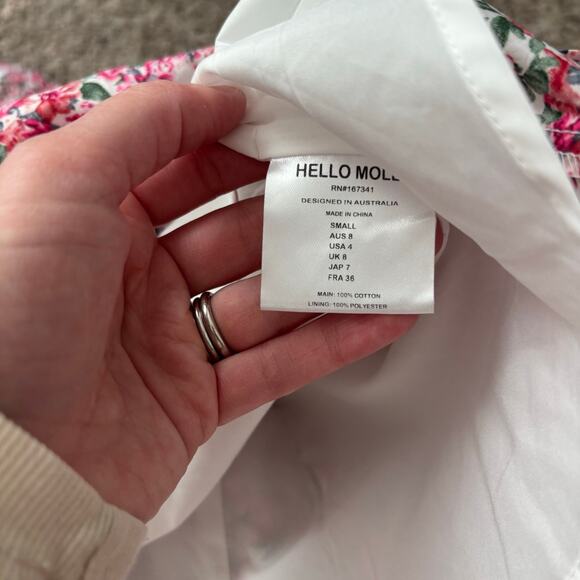 HELLO MOL
RN#167341
DESIGNED IN AUSTRALIA
MADE IN CHINA
SMALL
AUS 8
USA 4
UK 8
JAP 7
FRA 36
MAIN: 100% COTTON
LINING: 100% POLYESTER